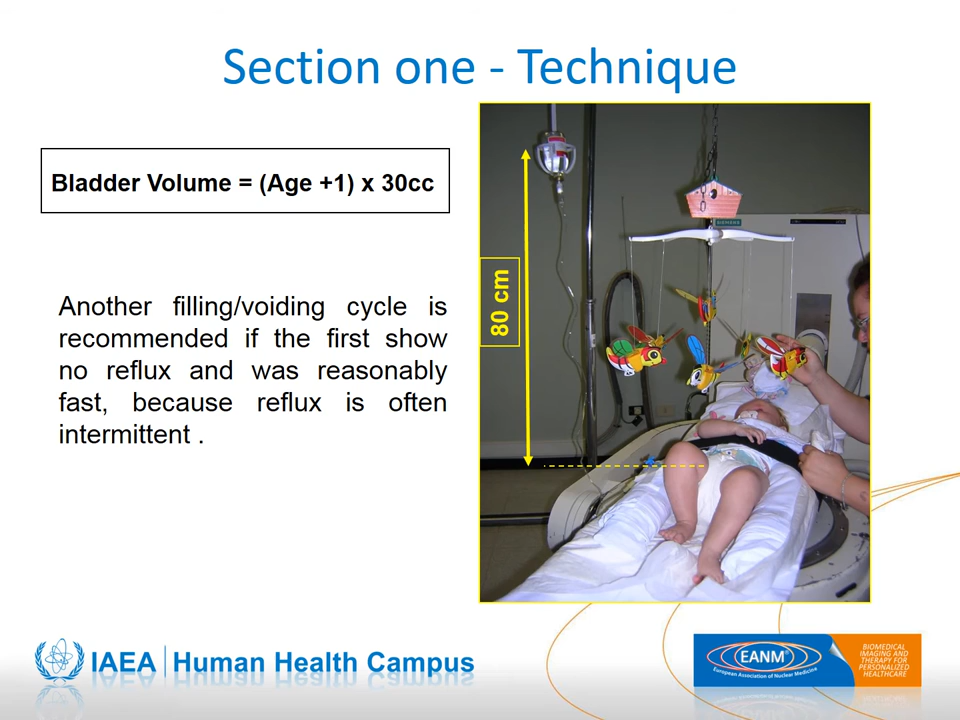 Section one - Technique
Bladder Volume = (Age +1) x 30cc
Another filling/voiding cycle is
recommended if the first show
no reflux and was reasonably
fast, because reflux is often
intermittent .
80 cm
SIEMENS
IAEA | Human Health Campus
EANM®
European Association of Nuclear Medicine
BIOMEDICAL
IMAGING AND
THERAPY FOR
PERSONALIZED
HEALTHCARE